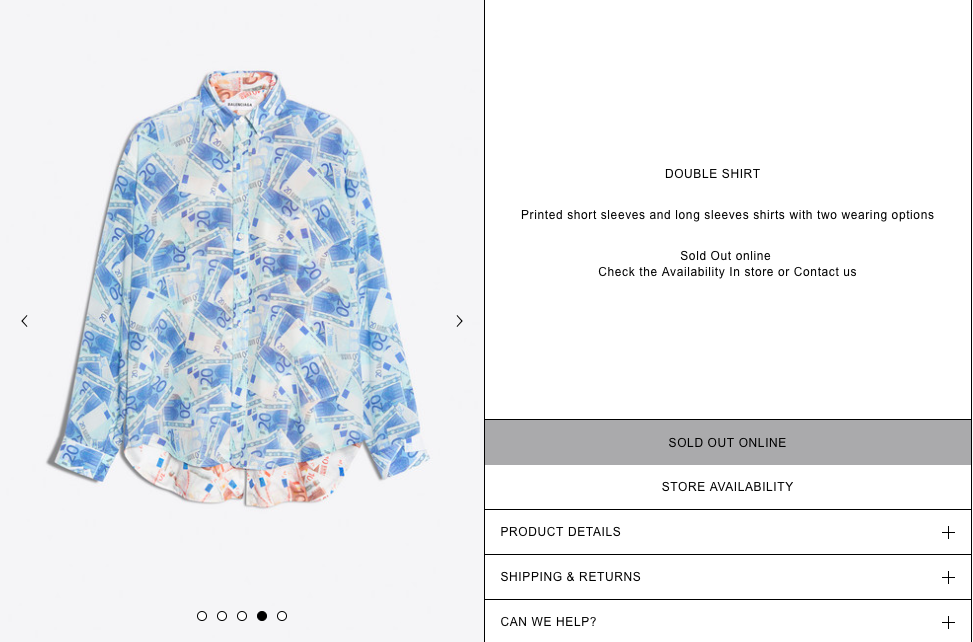 BALENCIAGA
DOUBLE SHIRT
Printed short sleeves and long sleeves shirts with two wearing options
Sold Out online
Check the Availability In store or Contact us
SOLD OUT ONLINE
STORE AVAILABILITY
PRODUCT DETAILS
SHIPPING & RETURNS
CAN WE HELP?